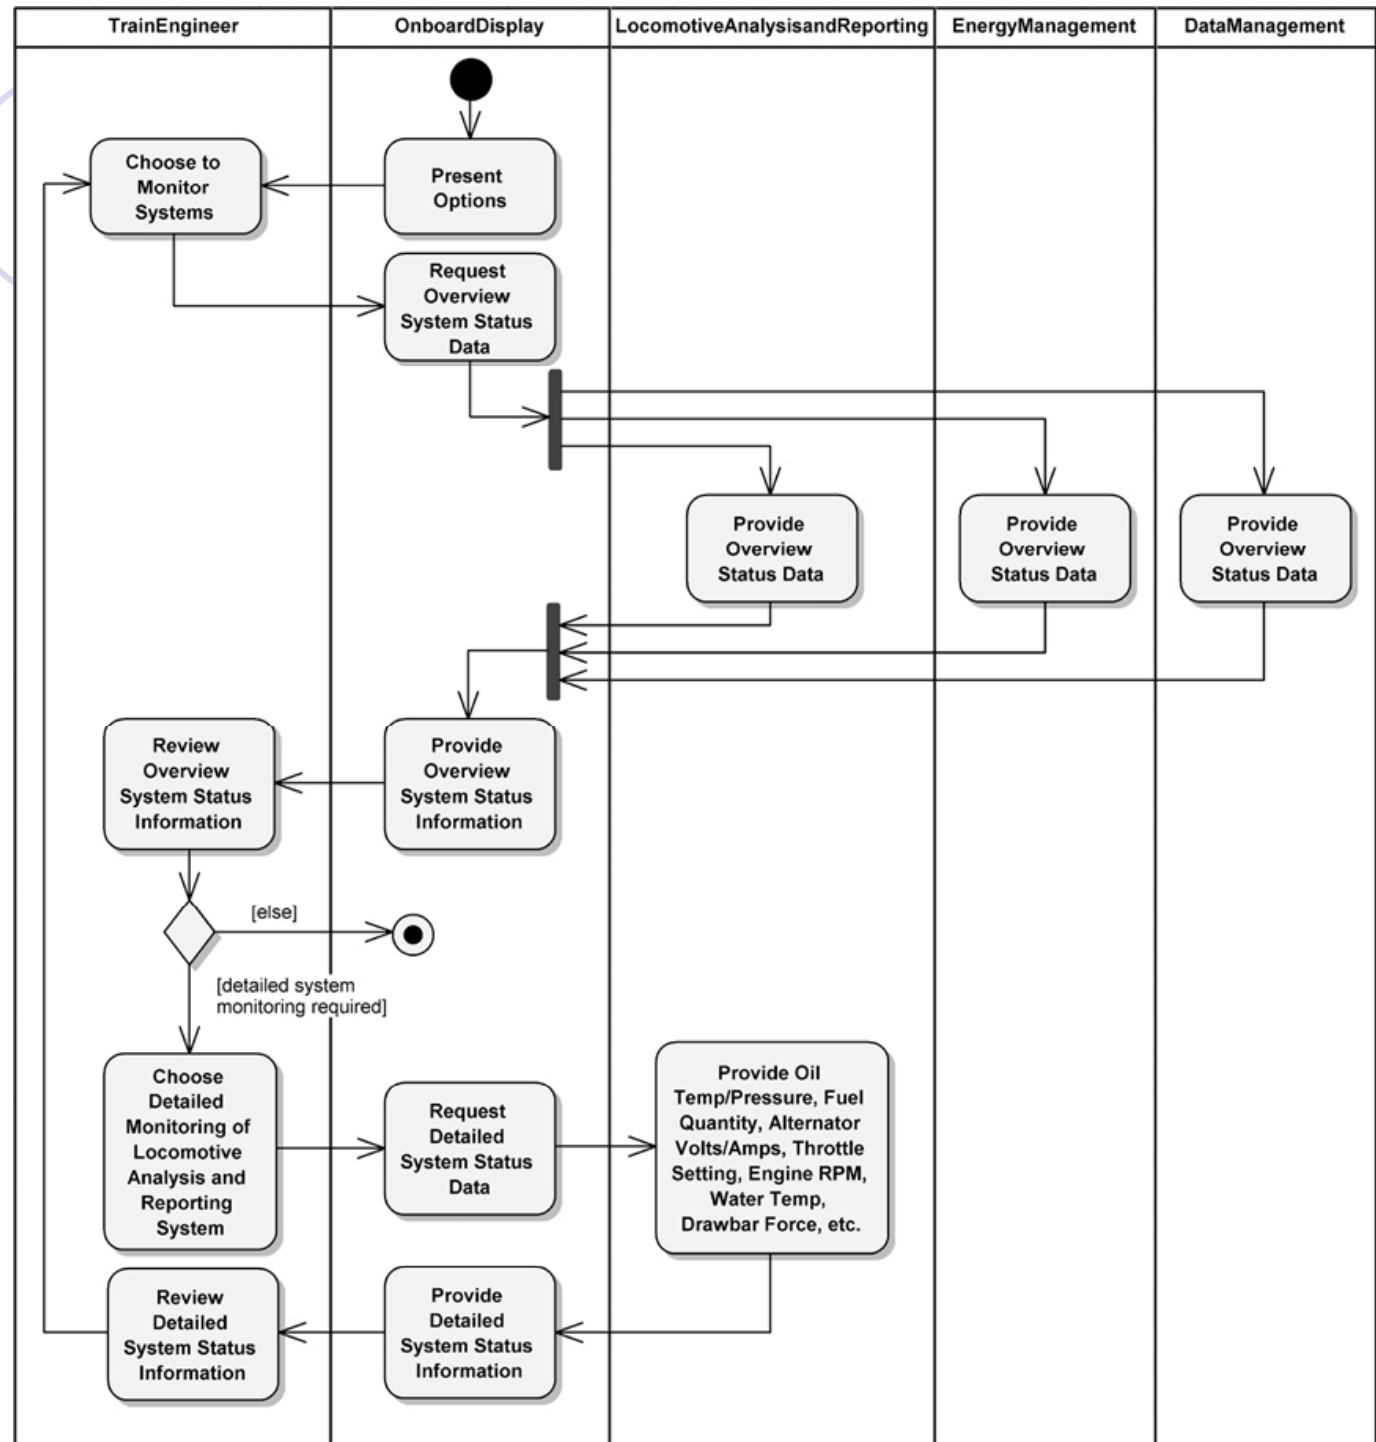 TrainEngineer
OnboardDisplay
LocomotiveAnalysisandReporting
EnergyManagement
DataManagement
Choose to
Monitor
Systems
Present
Options
Request
Overview
System Status
Data
Provide
Overview
Status Data
Provide
Overview
Status Data
Provide
Overview
Status Data
Review
Overview
System Status
Information
Provide
Overview
System Status
Information
[else]
[detailed system
monitoring required]
Choose
Detailed
Monitoring of
Locomotive
Analysis and
Reporting
System
Request
Detailed
System Status
Data
Provide Oil
Temp/Pressure, Fuel
Quantity, Alternator
Volts/Amps, Throttle
Setting, Engine RPM,
Water Temp,
Drawbar Force, etc.
Review
Detailed
System Status
Information
Provide
Detailed
System Status
Information